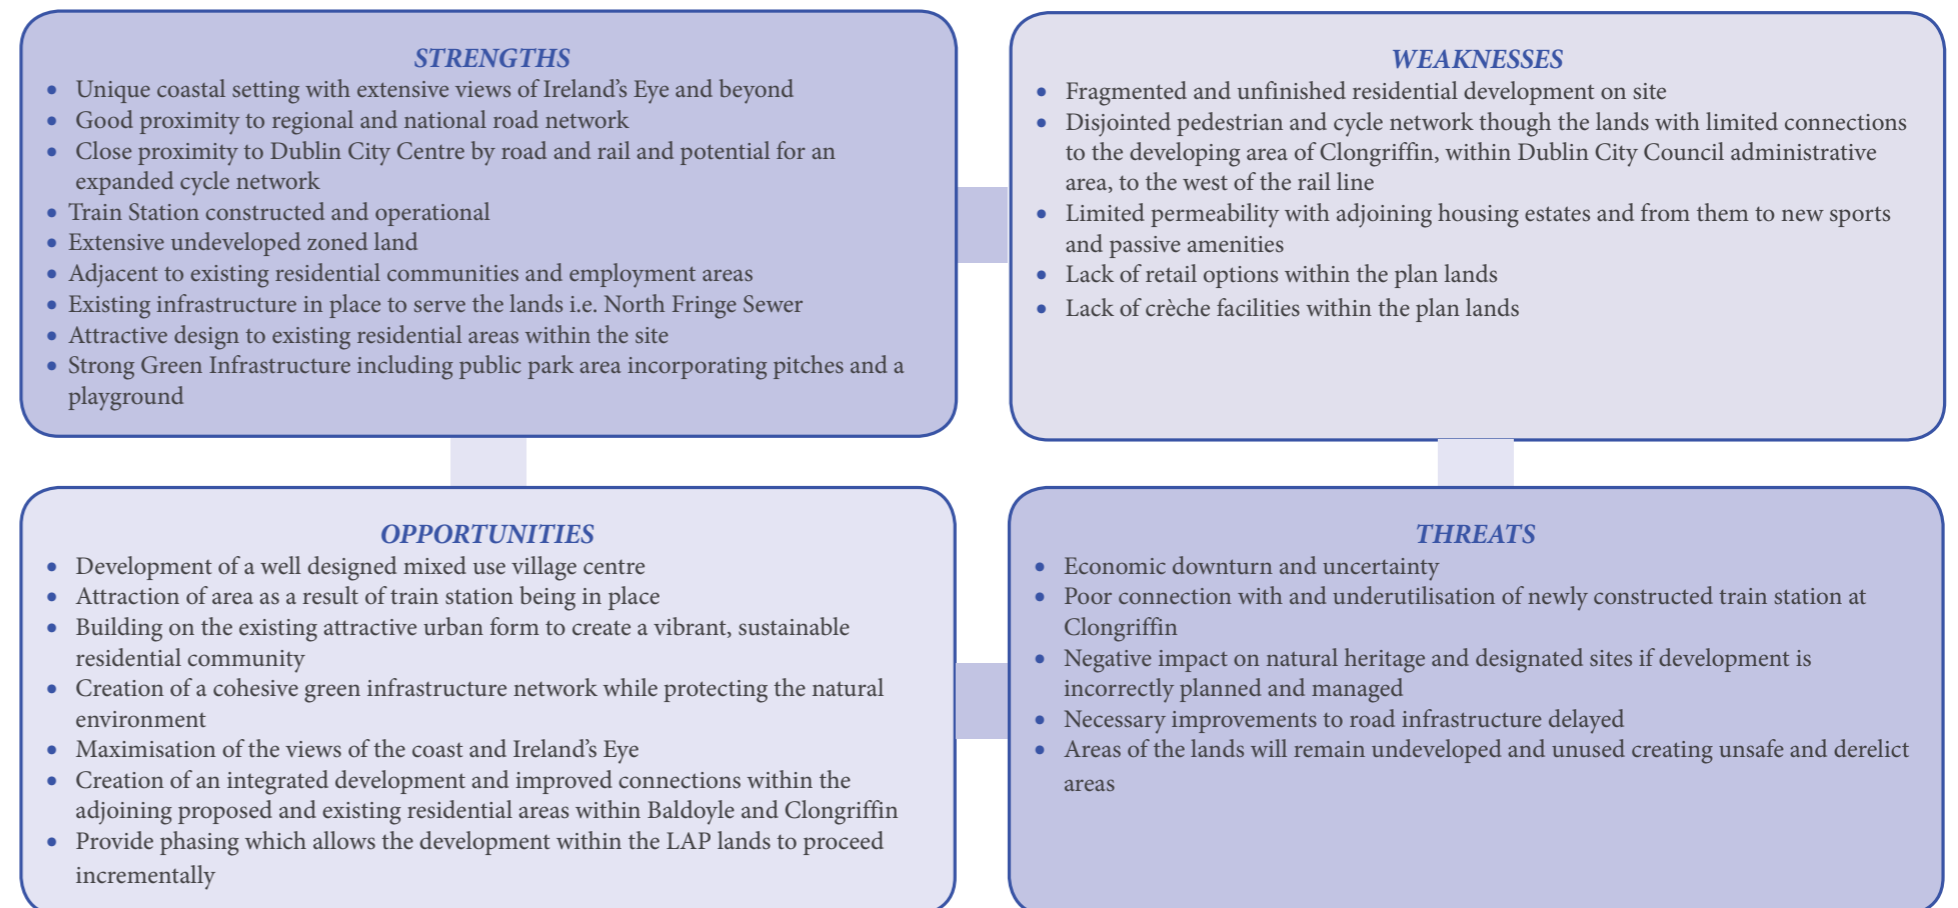 STRENGTHS
• Unique coastal setting with extensive views of Ireland's Eye and beyond
• Good proximity to regional and national road network
• Close proximity to Dublin City Centre by road and rail and potential for an
expanded cycle network
• Train Station constructed and operational
• Extensive undeveloped zoned land
• Adjacent to existing residential communities and employment areas
• Existing infrastructure in place to serve the lands i.e. North Fringe Sewer
• Attractive design to existing residential areas within the site
• Strong Green Infrastructure including public park area incorporating pitches and a
playground
WEAKNESSES
• Fragmented and unfinished residential development on site
• Disjointed pedestrian and cycle network though the lands with limited connections
to the developing area of Clongriffin, within Dublin City Council administrative
area, to the west of the rail line
• Limited permeability with adjoining housing estates and from them to new sports
and passive amenities
• Lack of retail options within the plan lands
• Lack of crèche facilities within the plan lands
OPPORTUNITIES
• Development of a well designed mixed use village centre
• Attraction of area as a result of train station being in place
• Building on the existing attractive urban form to create a vibrant, sustainable
residential community
• Creation of a cohesive green infrastructure network while protecting the natural
environment
• Maximisation of the views of the coast and Ireland's Eye
• Creation of an integrated development and improved connections within the
adjoining proposed and existing residential areas within Baldoyle and Clongriffin
• Provide phasing which allows the development within the LAP lands to proceed
incrementally
THREATS
• Economic downturn and uncertainty
• Poor connection with and underutilisation of newly constructed train station at
Clongriffin
• Negative impact on natural heritage and designated sites if development is
incorrectly planned and managed
• Necessary improvements to road infrastructure delayed
• Areas of the lands will remain undeveloped and unused creating unsafe and derelict
areas